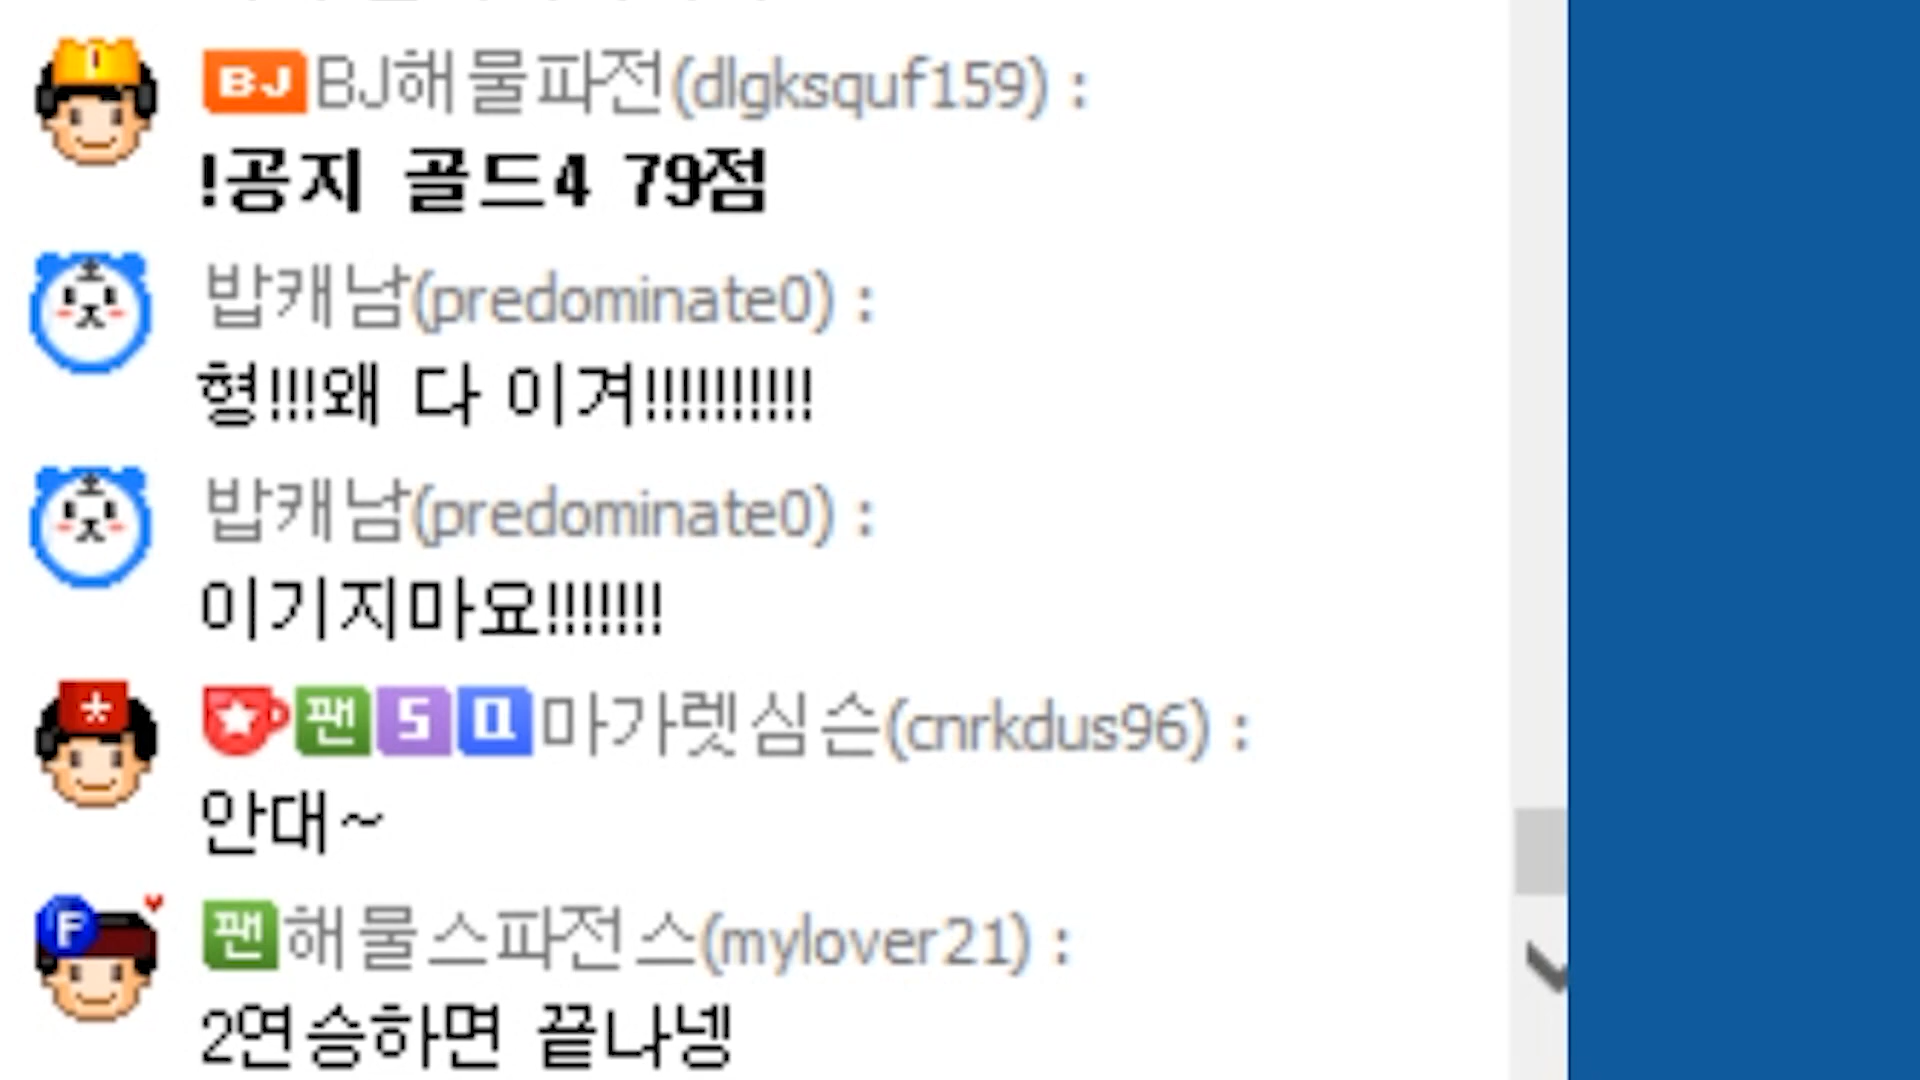 BJ BJ해물파전(dlgksquf159) :
!공지 골드4 79점
밥캐남(predominate0) :
형!!!왜 다 이겨!!!!!!!!!!
밥캐남(predominate0) :
이기지마요!!!!!!!
팬 S Q 마가렛심슨(cnrkdus96) :
안대~
F
팬 해물스파전스(mylover21) :
2연승하면 끝나넹